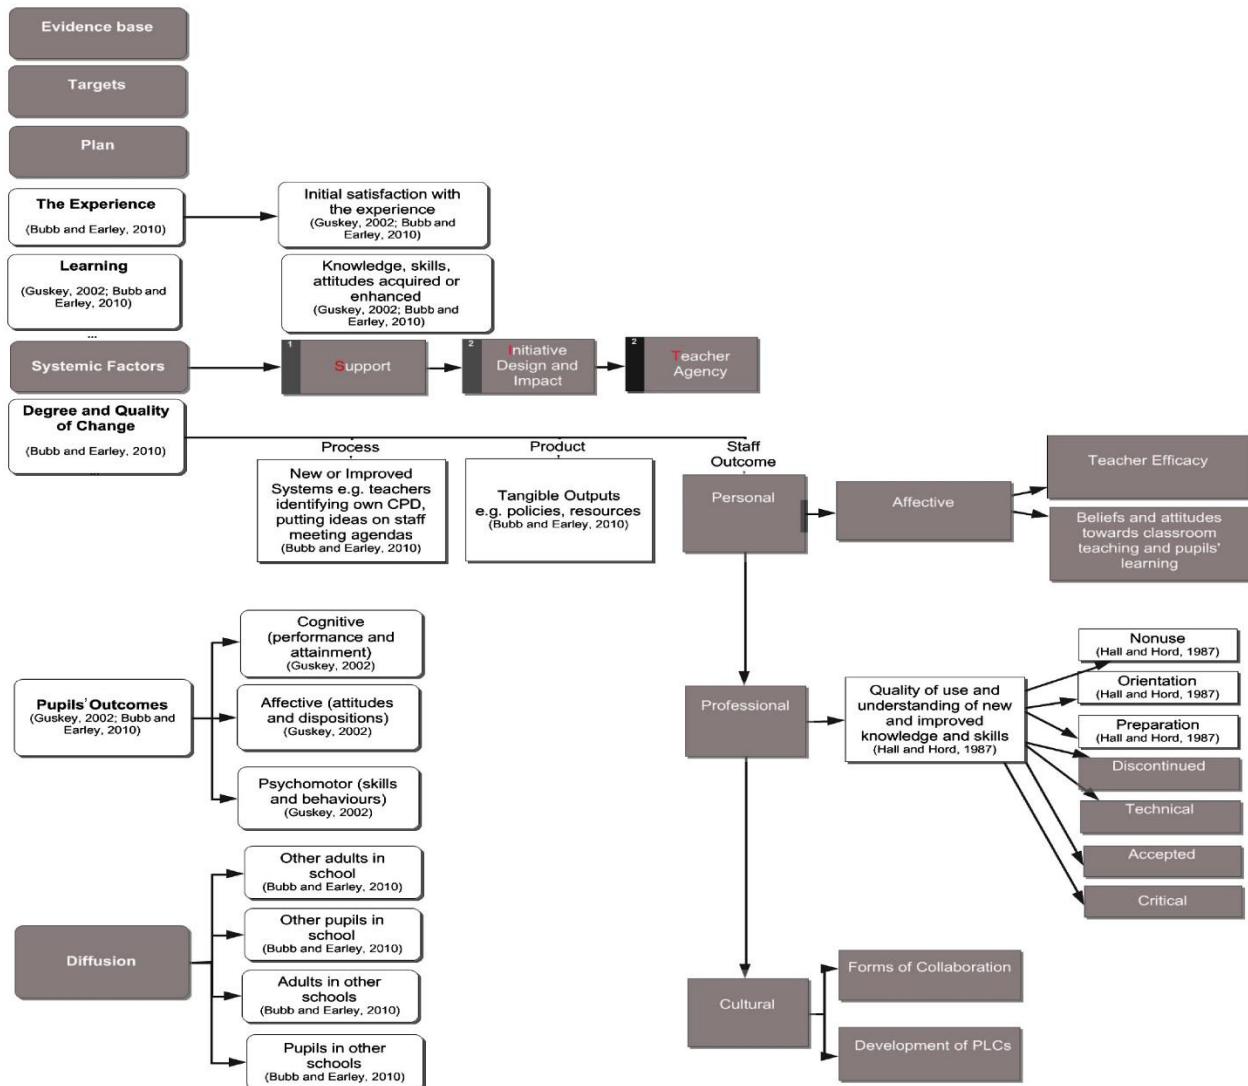 Evidence base
Targets
Plan
The Experience
(Bubb and Earley, 2010)
Initial satisfaction with
the experience
(Guskey, 2002; Bubb and
Earley, 2010)
Learning
(Guskey, 2002; Bubb and
Earley, 2010)
...
Knowledge, skills,
attitudes acquired or
enhanced
(Guskey, 2002; Bubb and
Earley, 2010)
Systemic Factors
1
Support
2
Initiative
Design and
Impact
2
Teacher
Agency
Degree and Quality
of Change
(Bubb and Earley, 2010)
...
Process
New or Improved
Systems e.g. teachers
identifying own CPD,
putting ideas on staff
meeting agendas
(Bubb and Earley, 2010)
Product
Tangible Outputs
e.g. policies, resources
(Bubb and Earley, 2010)
Staff
Outcome
Personal
Affective
Teacher Efficacy
Beliefs and attitudes
towards classroom
teaching and pupils'
learning
Professional
Quality of use and
understanding of new
and improved
knowledge and skills
(Hall and Hord, 1987)
Nonuse
(Hall and Hord, 1987)
Orientation
(Hall and Hord, 1987)
Preparation
(Hall and Hord, 1987)
Discontinued
Technical
Accepted
Critical
Cultural
Forms of Collaboration
Development of PLCs
Pupils' Outcomes
(Guskey, 2002; Bubb and
Earley, 2010)
Cognitive
(performance and
attainment)
(Guskey, 2002)
Affective (attitudes
and dispositions)
(Guskey, 2002)
Psychomotor (skills
and behaviours)
(Guskey, 2002)
Diffusion
Other adults in
school
(Bubb and Earley, 2010)
Other pupils in
school
(Bubb and Earley, 2010)
Adults in other
schools
(Bubb and Earley, 2010)
Pupils in other
schools
(Bubb and Earley, 2010)